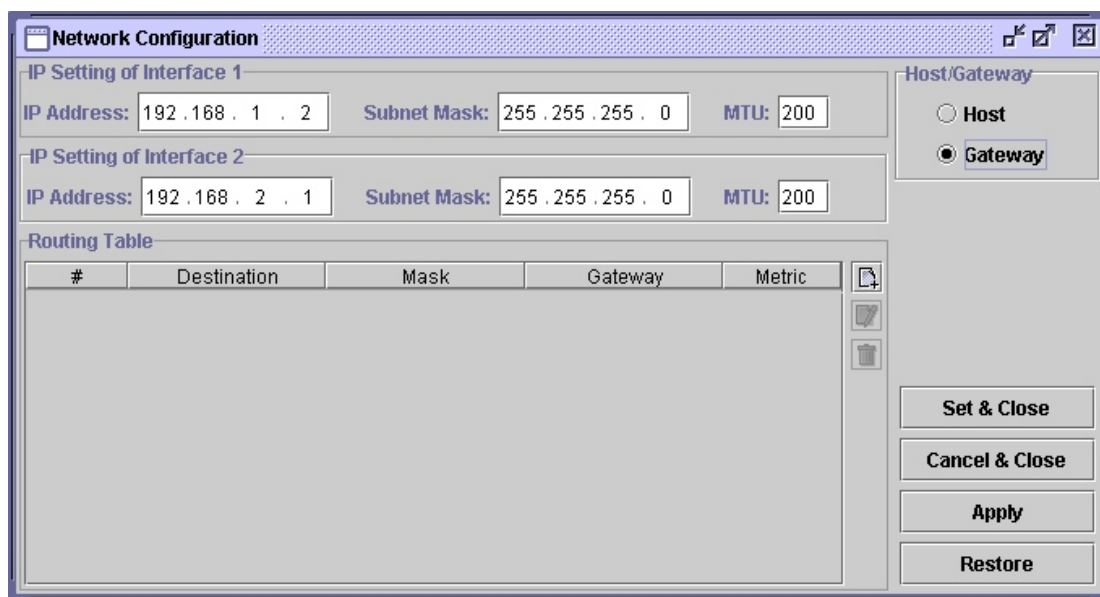 Network Configuration
IP Setting of Interface 1
IP Address: 192 . 168 . 1 . 2 Subnet Mask: 255 . 255 . 255 . 0 MTU: 200
IP Setting of Interface 2
IP Address: 192 . 168 . 2 . 1 Subnet Mask: 255 . 255 . 255 . 0 MTU: 200
Host/Gateway
Host
Gateway
Routing Table
# Destination Mask Gateway Metric
Set & Close
Cancel & Close
Apply
Restore